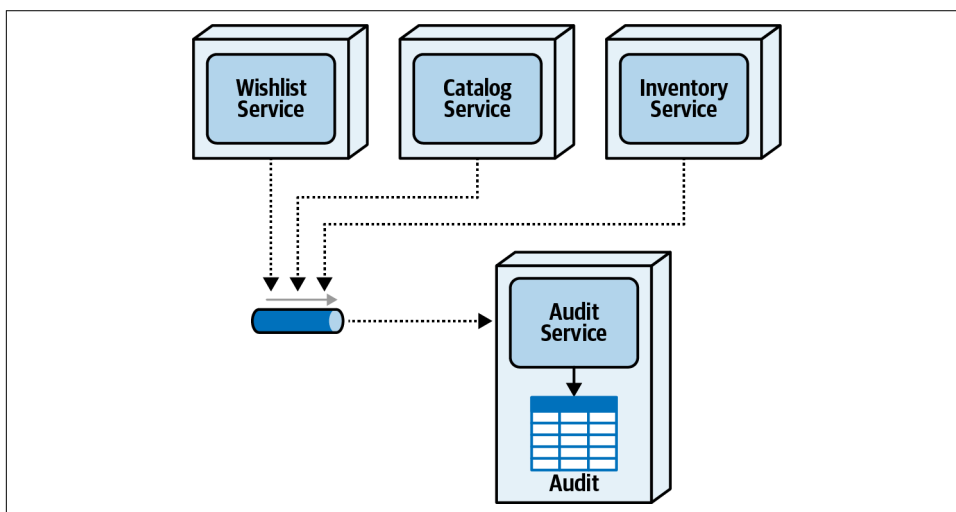 Wishlist
Service
Catalog
Service
Inventory
Service
Audit
Service
Audit